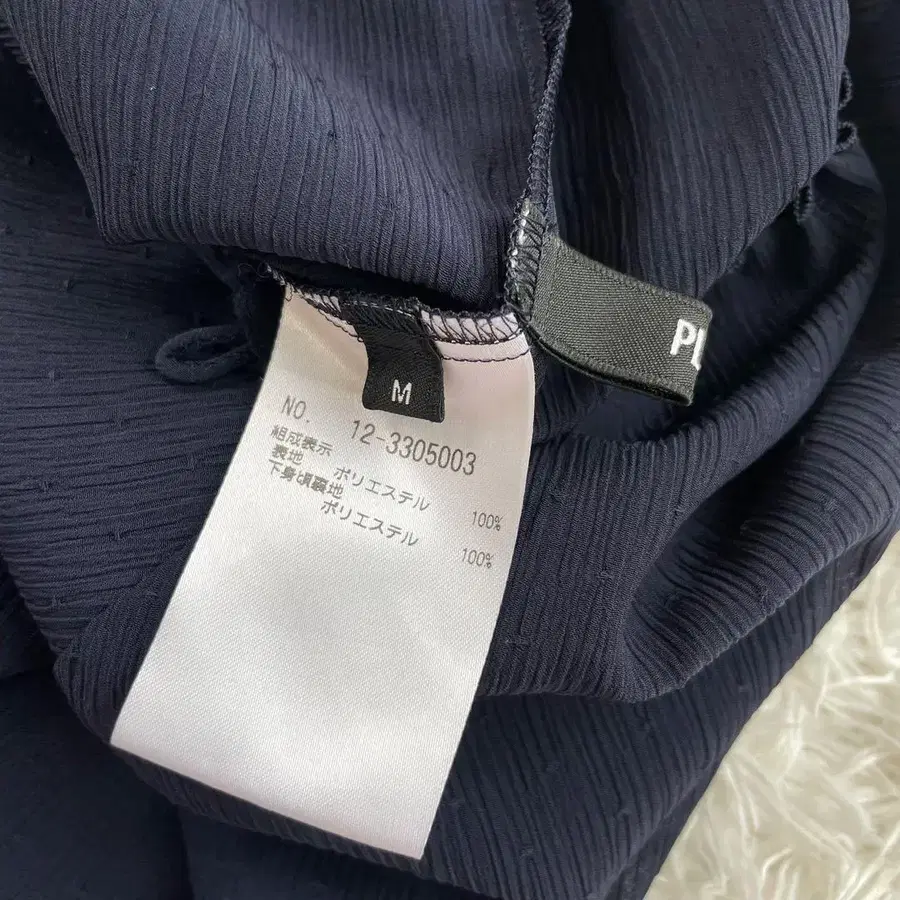 M
PL
NO. 12-3305003
組成表示
表地 ポリエステル 100%
下身頃裏地
ポリエステル 100%